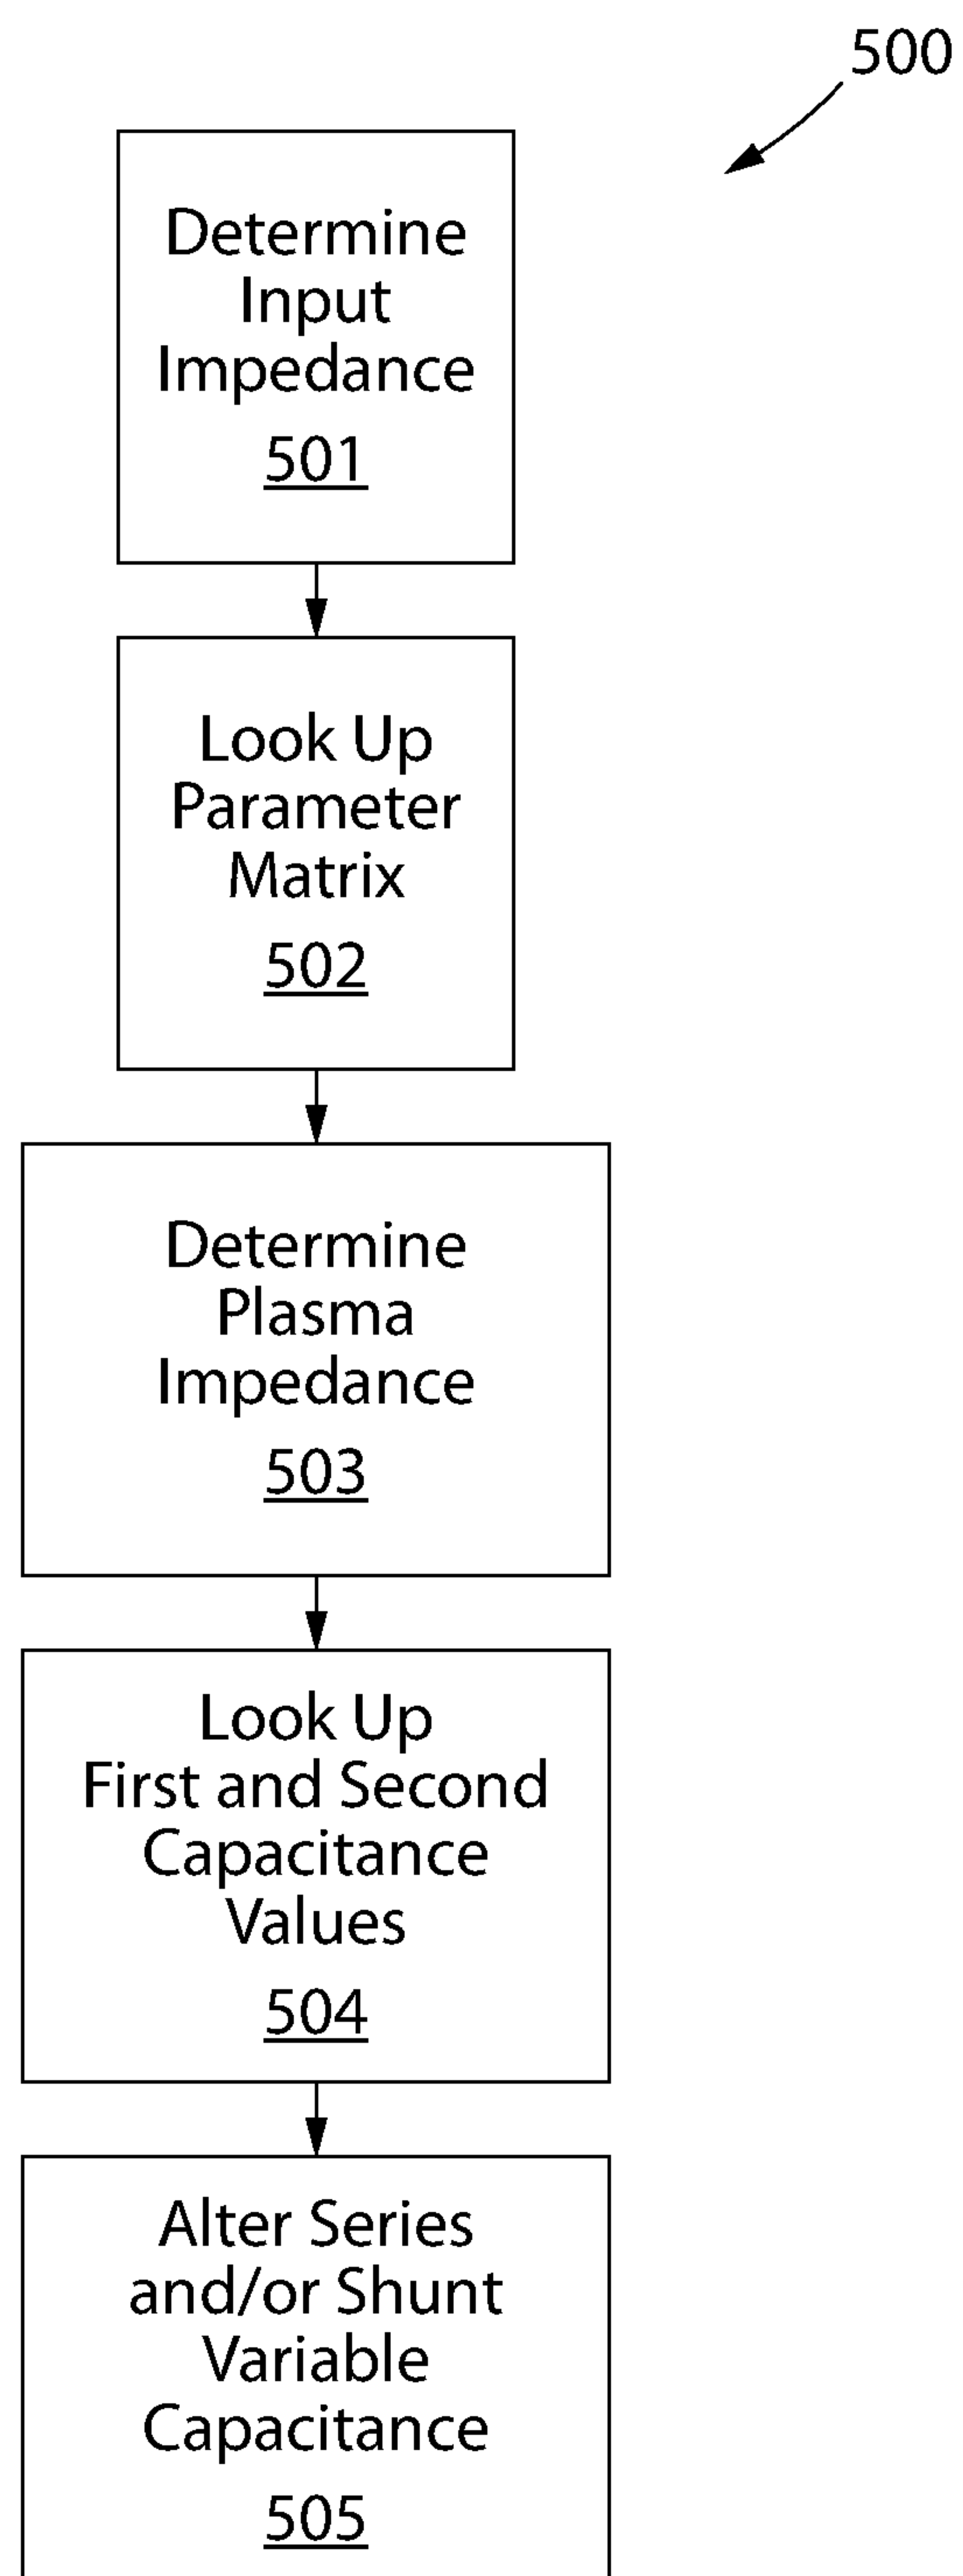 500
Determine
Input
Impedance
501
Look Up
Parameter
Matrix
502
Determine
Plasma
Impedance
503
Look Up
First and Second
Capacitance
Values
504
Alter Series
and/or Shunt
Variable
Capacitance
505